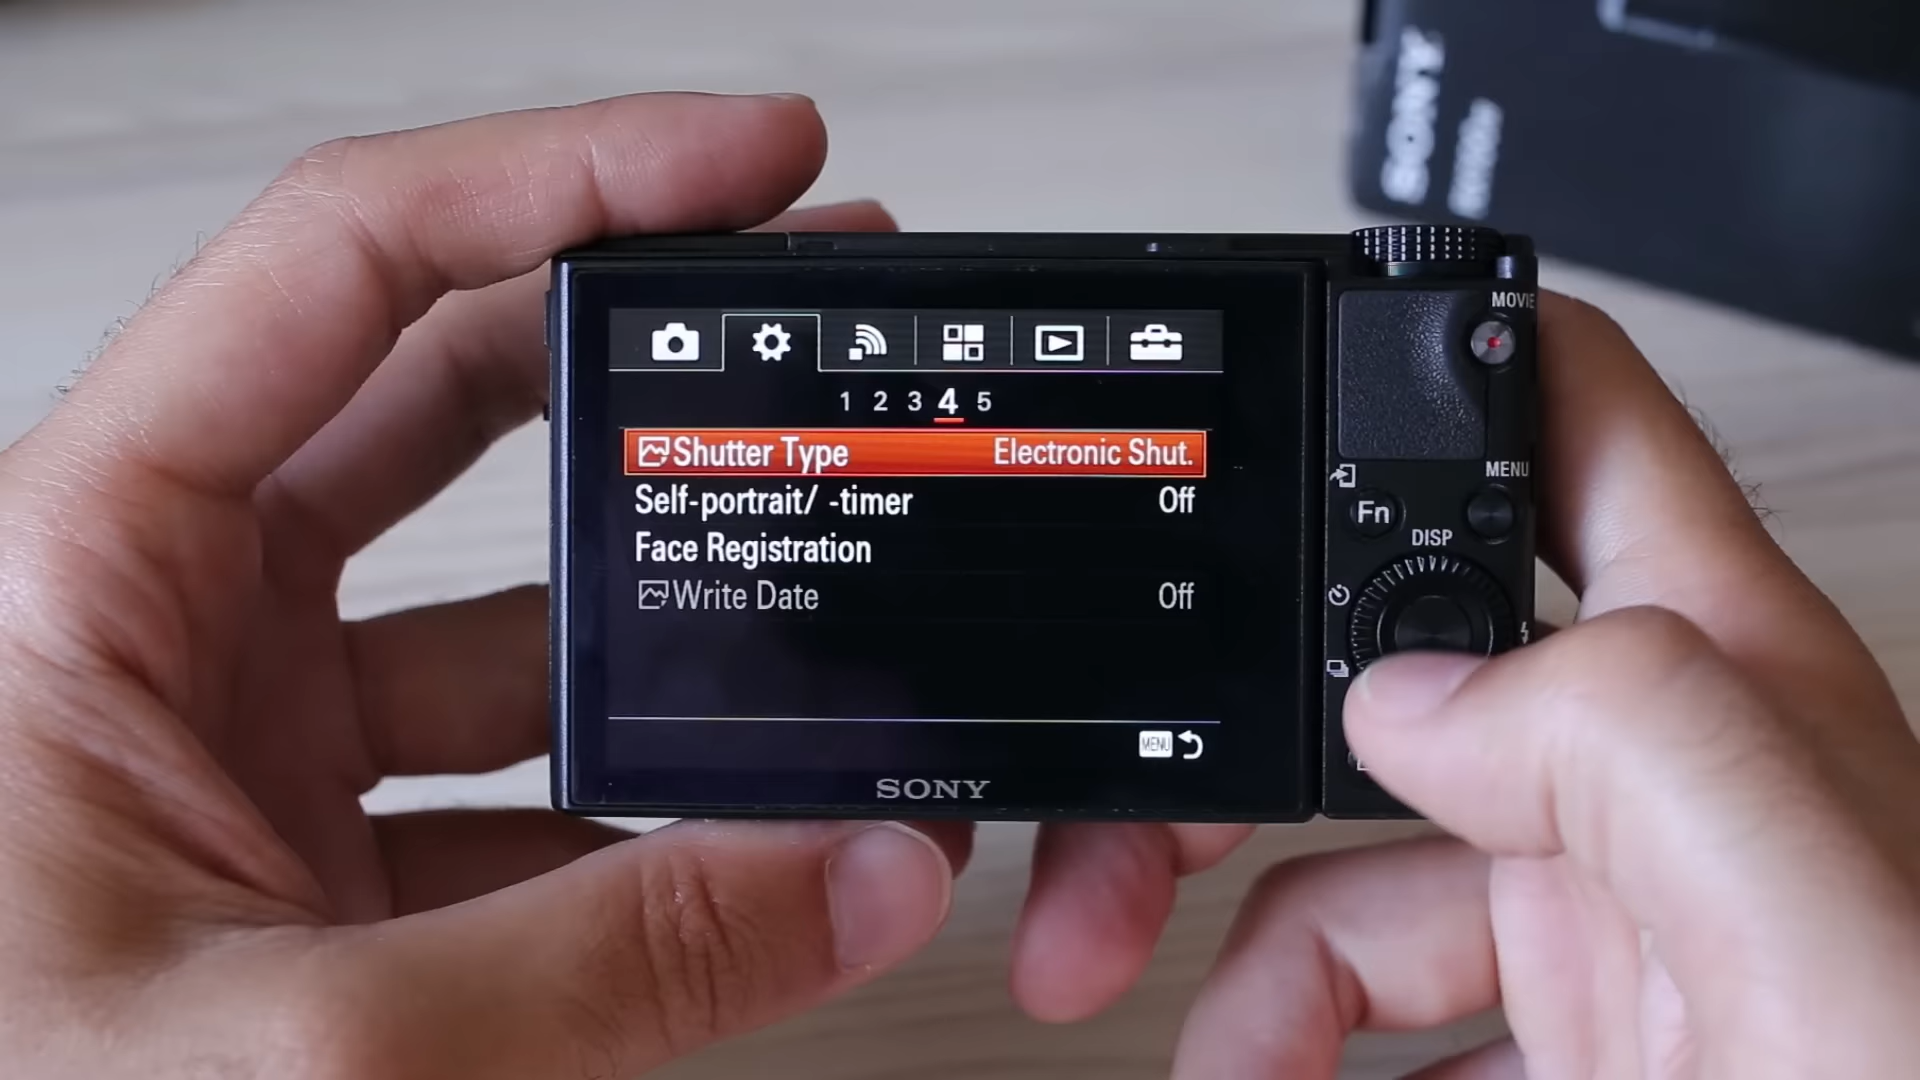 SONY
MOVIE
1 2 3 4 5
Shutter Type Electronic Shut.
MENU
Self-portrait/ -timer Off
Fn
DISP
Face Registration
Write Date Off
MENU
SONY